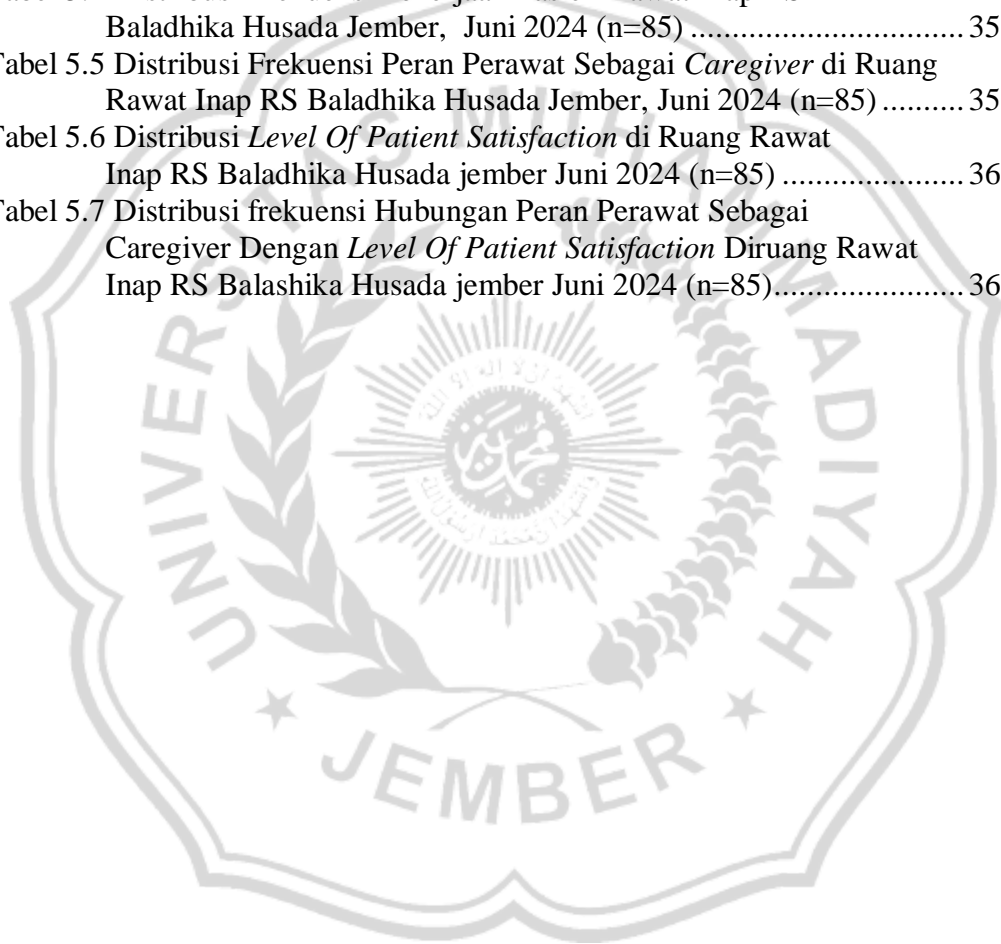 Baladhika Husada Jember, Juni 2024 (n=85) ................................ 35
Tabel 5.5 Distribusi Frekuensi Peran Perawat Sebagai Caregiver di Ruang
Rawat Inap RS Baladhika Husada Jember, Juni 2024 (n=85) .......... 35
Tabel 5.6 Distribusi Level Of Patient Satisfaction di Ruang Rawat
Inap RS Baladhika Husada jember Juni 2024 (n=85) ...................... 36
Tabel 5.7 Distribusi frekuensi Hubungan Peran Perawat Sebagai
Caregiver Dengan Level Of Patient Satisfaction Diruang Rawat
Inap RS Balashika Husada jember Juni 2024 (n=85)....................... 36
UNIVERSITAS MUHAMMADIYAH
JEMBER